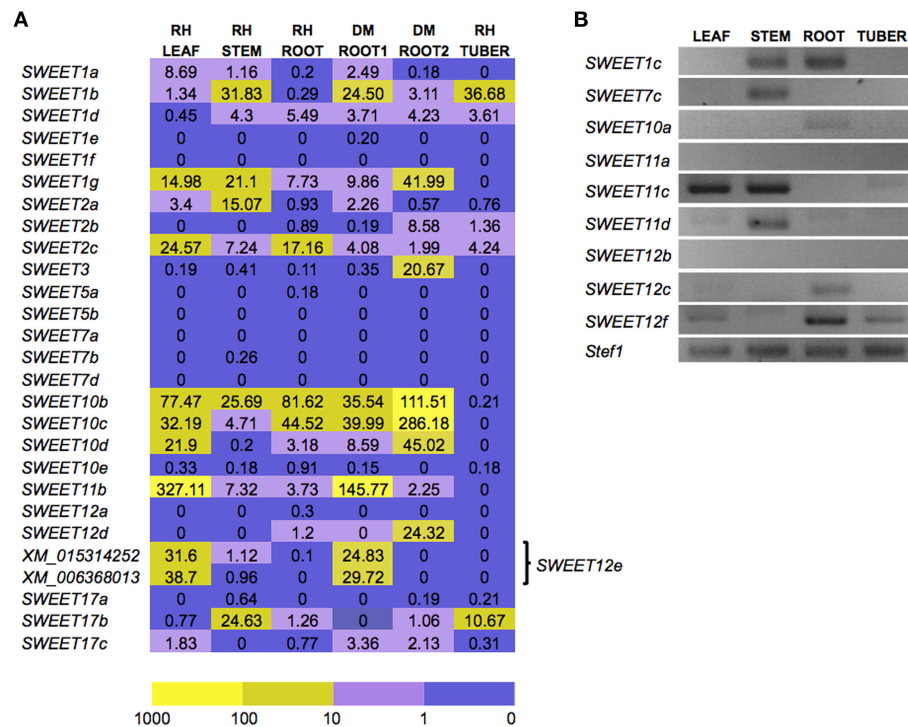 A
RH LEAF RH STEM RH ROOT DM ROOT1 DM ROOT2 RH TUBER
SWEET1a 8.69 1.16 0.2 2.49 0.18 0
SWEET1b 1.34 31.83 0.29 24.50 3.11 36.68
SWEET1d 0.45 4.3 5.49 3.71 4.23 3.61
SWEET1e 0 0 0 0.20 0 0
SWEET1f 0 0 0 0 0 0
SWEET1g 14.98 21.1 7.73 9.86 41.99 0
SWEET2a 3.4 15.07 0.93 2.26 0.57 0.76
SWEET2b 0 0 0.89 0.19 8.58 1.36
SWEET2c 24.57 7.24 17.16 4.08 1.99 4.24
SWEET3 0.19 0.41 0.11 0.35 20.67 0
SWEET5a 0 0 0.18 0 0 0
SWEET5b 0 0 0 0 0 0
SWEET7a 0 0 0 0 0 0
SWEET7b 0 0.26 0 0 0 0
SWEET7d 0 0 0 0 0 0
SWEET10b 77.47 25.69 81.62 35.54 111.51 0.21
SWEET10c 32.19 4.71 44.52 39.99 286.18 0
SWEET10d 21.9 0.2 3.18 8.59 45.02 0
SWEET10e 0.33 0.18 0.91 0.15 0 0.18
SWEET11b 327.11 7.32 3.73 145.77 2.25 0
SWEET12a 0 0 0.3 0 0 0
SWEET12d 0 0 1.2 0 24.32 0
XM_015314252 31.6 1.12 0.1 24.83 0 0
XM_006368013 38.7 0.96 0 29.72 0 0
SWEET12e
SWEET17a 0 0.64 0 0 0.19 0.21
SWEET17b 0.77 24.63 1.26 0 1.06 10.67
SWEET17c 1.83 0 0.77 3.36 2.13 0.31
1000 100 10 1 0
B
LEAF STEM ROOT TUBER
SWEET1c
SWEET7c
SWEET10a
SWEET11a
SWEET11c
SWEET11d
SWEET12b
SWEET12c
SWEET12f
Stef1